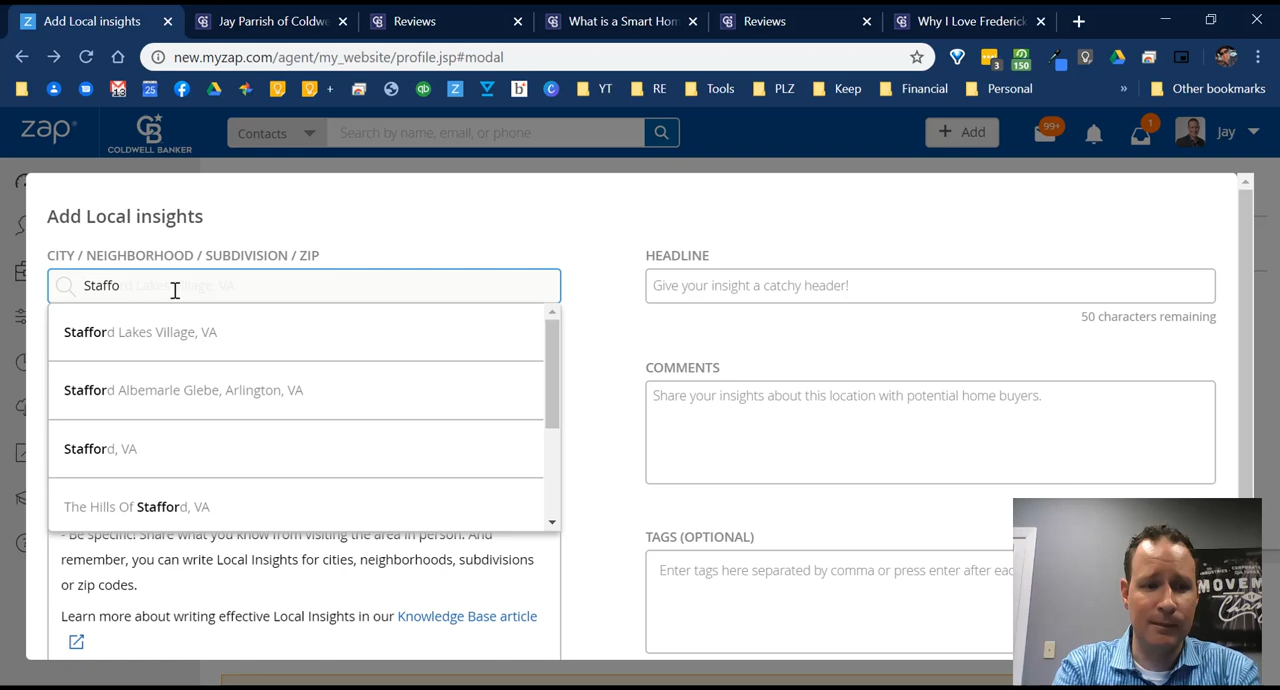 Add Local insights
Jay Parrish of Coldwe
Reviews
What is a Smart Hom
Reviews
Why I Love Frederick
new.myzap.com/agent/my_website/profile.jsp#modal
3
150
YT
RE
Tools
PLZ
Keep
Financial
Personal
Other bookmarks
zap
COLDWELL BANKER
Contacts
Search by name, email, or phone
+ Add
99+
1
Jay
Add Local insights
CITY / NEIGHBORHOOD / SUBDIVISION / ZIP
Staffo
Stafford Lakes Village, VA
Stafford Albemarle Glebe, Arlington, VA
Stafford, VA
The Hills Of Stafford, VA
- Be specific! Share what you know from visiting the area in person. And
remember, you can write Local Insights for cities, neighborhoods, subdivisions
or zip codes.
Learn more about writing effective Local Insights in our Knowledge Base article
HEADLINE
Give your insight a catchy header!
50 characters remaining
COMMENTS
Share your insights about this location with potential home buyers.
TAGS (OPTIONAL)
Enter tags here separated by comma or press enter after eac
MOVEM